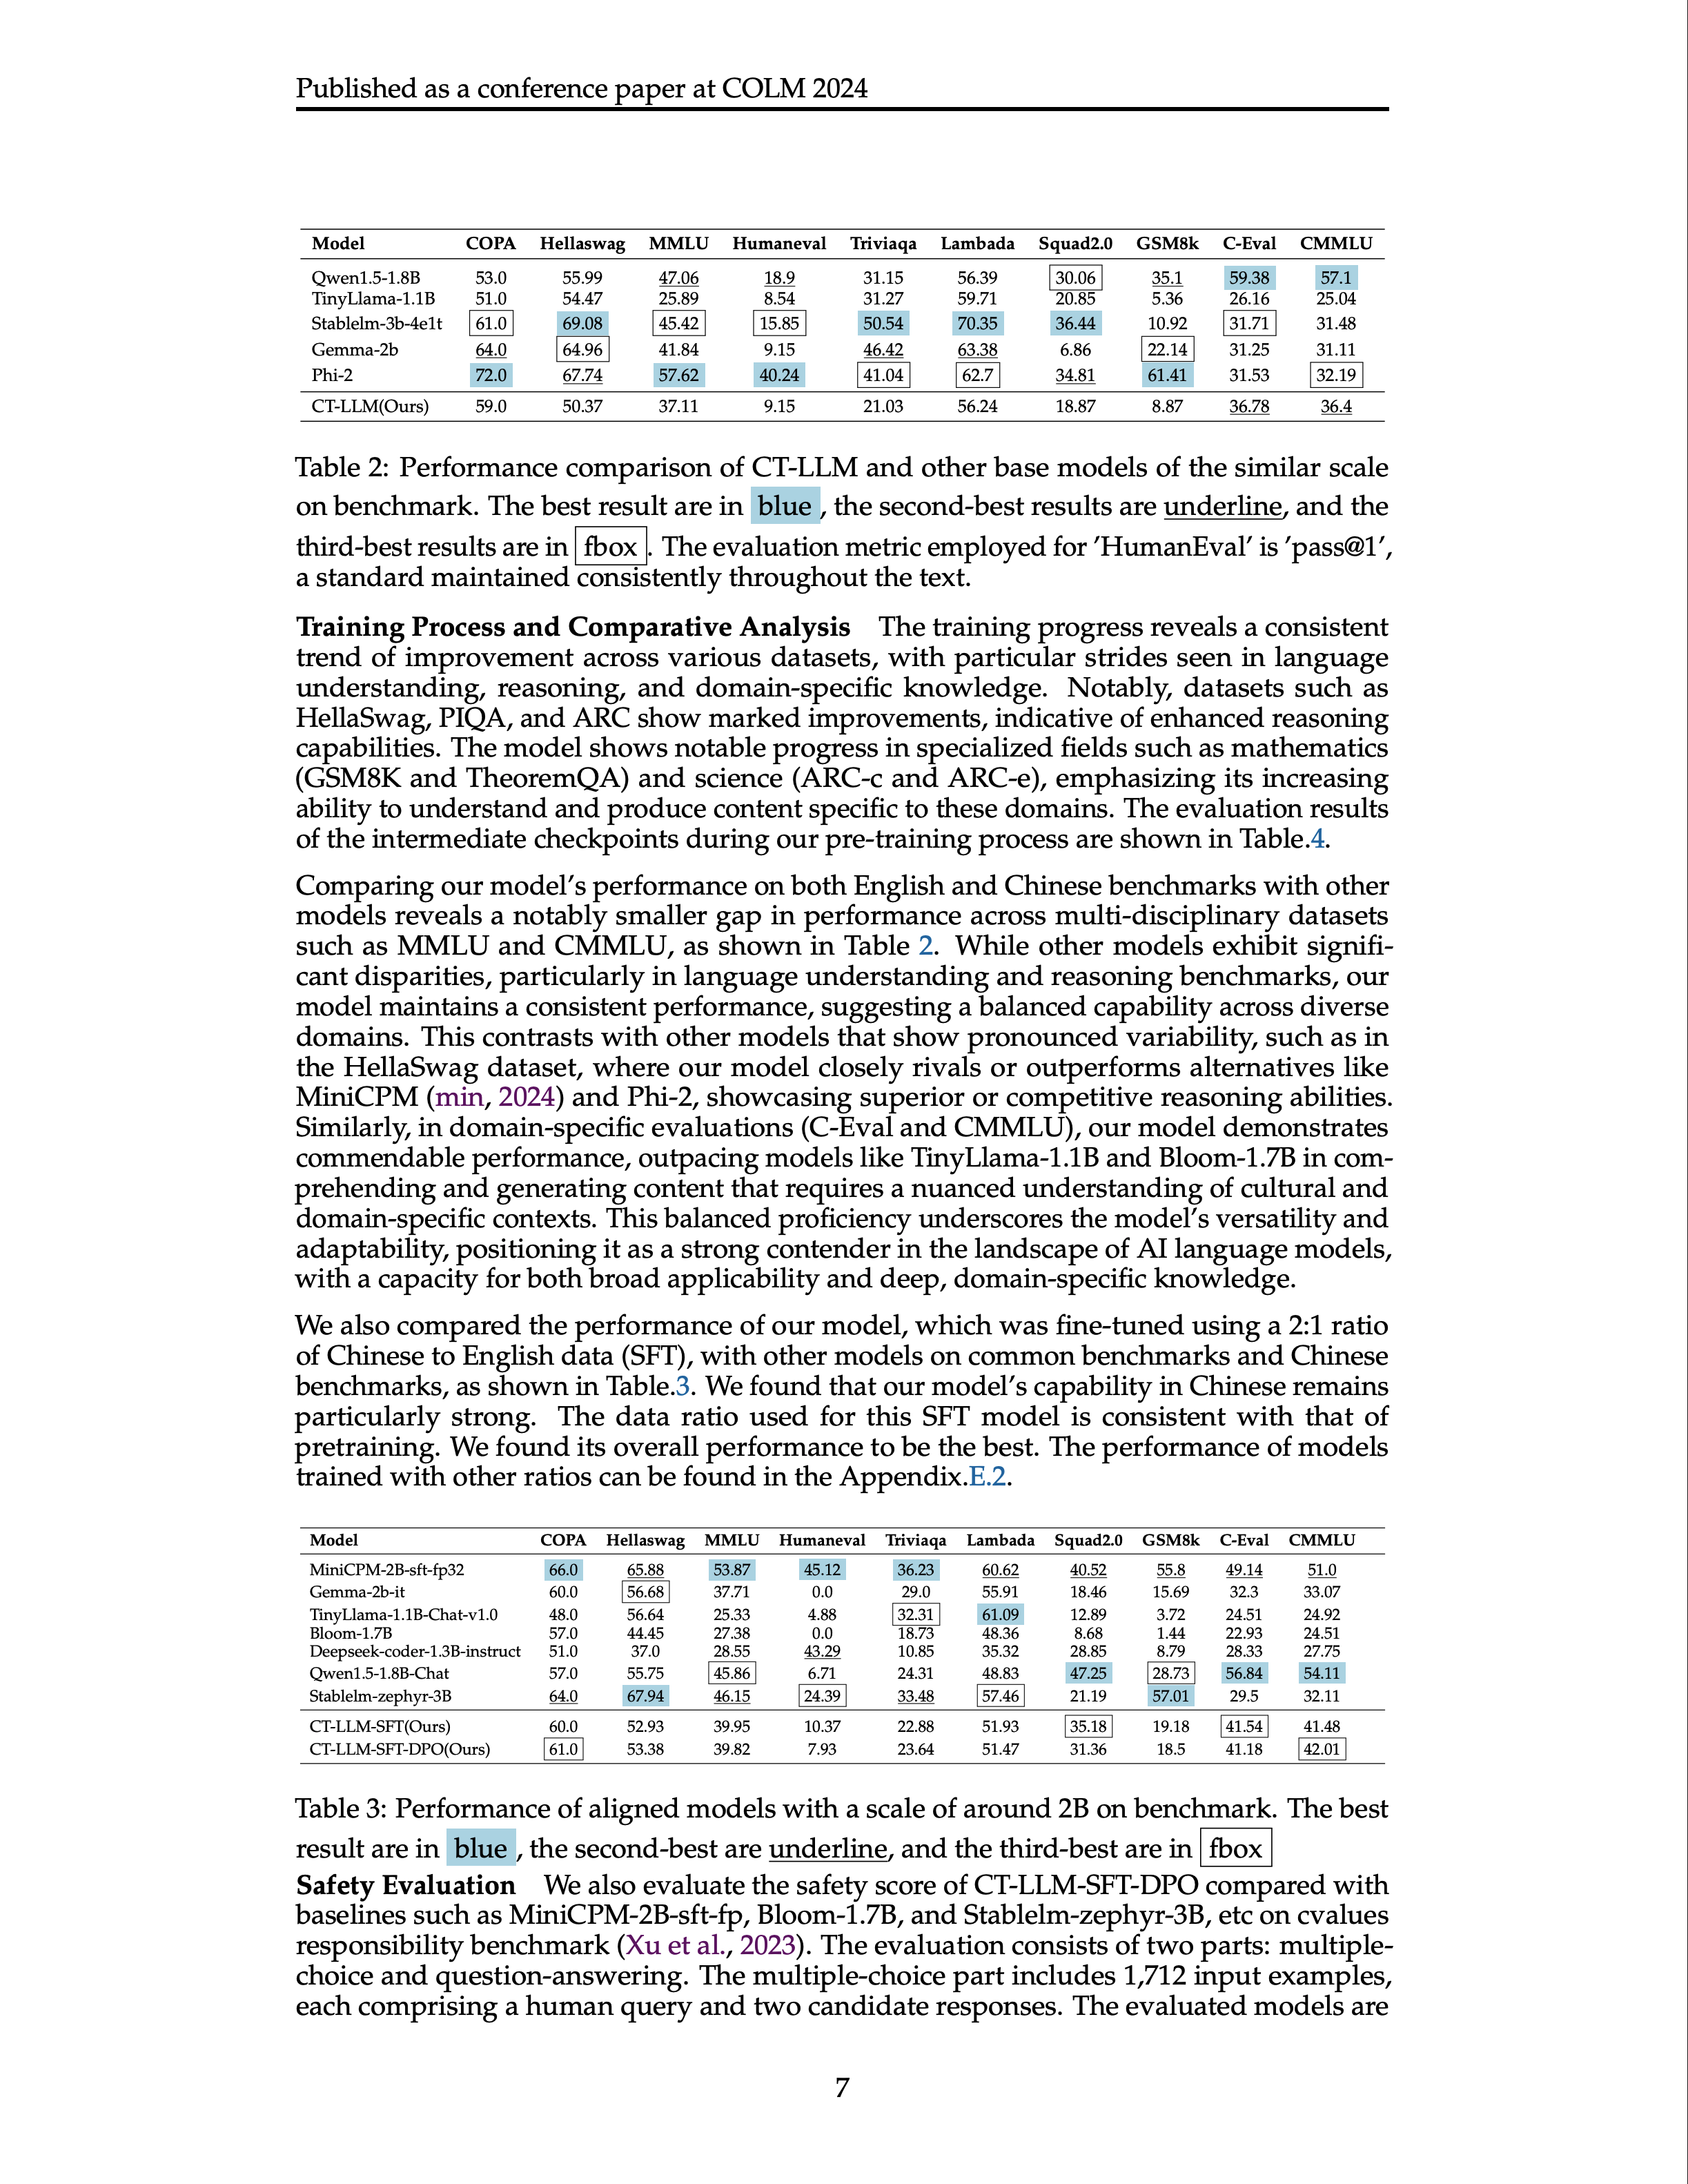 Published as a conference paper at COLM 2024
Model COPA Hellaswag MMLU Humaneval Triviaqa Lambada Squad2.0 GSM8k C-Eval CMMLU
Qwen1.5-1.8B 53.0 55.99 47.06 18.9 31.15 56.39 30.06 35.1 59.38 57.1
TinyLlama-1.1B 51.0 54.47 25.89 8.54 31.27 59.71 20.85 5.36 26.16 25.04
Stablelm-3b-4e1t 61.0 69.08 45.42 15.85 50.54 70.35 36.44 10.92 31.71 31.48
Gemma-2b 64.0 64.96 41.84 9.15 46.42 63.38 6.86 22.14 31.25 31.11
Phi-2 72.0 67.74 57.62 40.24 41.04 62.7 34.81 61.41 31.53 32.19
CT-LLM(Ours) 59.0 50.37 37.11 9.15 21.03 56.24 18.87 8.87 36.78 36.4
Table 2: Performance comparison of CT-LLM and other base models of the similar scale
on benchmark. The best result are in blue , the second-best results are underline, and the
third-best results are in fbox . The evaluation metric employed for ’HumanEval’ is ’pass@1’,
a standard maintained consistently throughout the text.
Training Process and Comparative Analysis The training progress reveals a consistent
trend of improvement across various datasets, with particular strides seen in language
understanding, reasoning, and domain-specific knowledge. Notably, datasets such as
HellaSwag, PIQA, and ARC show marked improvements, indicative of enhanced reasoning
capabilities. The model shows notable progress in specialized fields such as mathematics
(GSM8K and TheoremQA) and science (ARC-c and ARC-e), emphasizing its increasing
ability to understand and produce content specific to these domains. The evaluation results
of the intermediate checkpoints during our pre-training process are shown in Table.4.
Comparing our model’s performance on both English and Chinese benchmarks with other
models reveals a notably smaller gap in performance across multi-disciplinary datasets
such as MMLU and CMMLU, as shown in Table 2. While other models exhibit signifi-
cant disparities, particularly in language understanding and reasoning benchmarks, our
model maintains a consistent performance, suggesting a balanced capability across diverse
domains. This contrasts with other models that show pronounced variability, such as in
the HellaSwag dataset, where our model closely rivals or outperforms alternatives like
MiniCPM (min, 2024) and Phi-2, showcasing superior or competitive reasoning abilities.
Similarly, in domain-specific evaluations (C-Eval and CMMLU), our model demonstrates
commendable performance, outpacing models like TinyLlama-1.1B and Bloom-1.7B in com-
prehending and generating content that requires a nuanced understanding of cultural and
domain-specific contexts. This balanced proficiency underscores the model’s versatility and
adaptability, positioning it as a strong contender in the landscape of AI language models,
with a capacity for both broad applicability and deep, domain-specific knowledge.
We also compared the performance of our model, which was fine-tuned using a 2:1 ratio
of Chinese to English data (SFT), with other models on common benchmarks and Chinese
benchmarks, as shown in Table.3. We found that our model’s capability in Chinese remains
particularly strong. The data ratio used for this SFT model is consistent with that of
pretraining. We found its overall performance to be the best. The performance of models
trained with other ratios can be found in the Appendix.E.2.
Model COPA Hellaswag MMLU Humaneval Triviaqa Lambada Squad2.0 GSM8k C-Eval CMMLU
MiniCPM-2B-sft-fp32 66.0 65.88 53.87 45.12 36.23 60.62 40.52 55.8 49.14 51.0
Gemma-2b-it 60.0 56.68 37.71 0.0 29.0 55.91 18.46 15.69 32.3 33.07
TinyLlama-1.1B-Chat-v1.0 48.0 56.64 25.33 4.88 32.31 61.09 12.89 3.72 24.51 24.92
Bloom-1.7B 57.0 44.45 27.38 0.0 18.73 48.36 8.68 1.44 22.93 24.51
Deepseek-coder-1.3B-instruct 51.0 37.0 28.55 43.29 10.85 35.32 28.85 8.79 28.33 27.75
Qwen1.5-1.8B-Chat 57.0 55.75 45.86 6.71 24.31 48.83 47.25 28.73 56.84 54.11
Stablelm-zephyr-3B 64.0 67.94 46.15 24.39 33.48 57.46 21.19 57.01 29.5 32.11
CT-LLM-SFT(Ours) 60.0 52.93 39.95 10.37 22.88 51.93 35.18 19.18 41.54 41.48
CT-LLM-SFT-DPO(Ours) 61.0 53.38 39.82 7.93 23.64 51.47 31.36 18.5 41.18 42.01
Table 3: Performance of aligned models with a scale of around 2B on benchmark. The best
result are in blue , the second-best are underline, and the third-best are in fbox
Safety Evaluation We also evaluate the safety score of CT-LLM-SFT-DPO compared with
baselines such as MiniCPM-2B-sft-fp, Bloom-1.7B, and Stablelm-zephyr-3B, etc on cvalues
responsibility benchmark (Xu et al., 2023). The evaluation consists of two parts: multiple-
choice and question-answering. The multiple-choice part includes 1,712 input examples,
each comprising a human query and two candidate responses. The evaluated models are
7